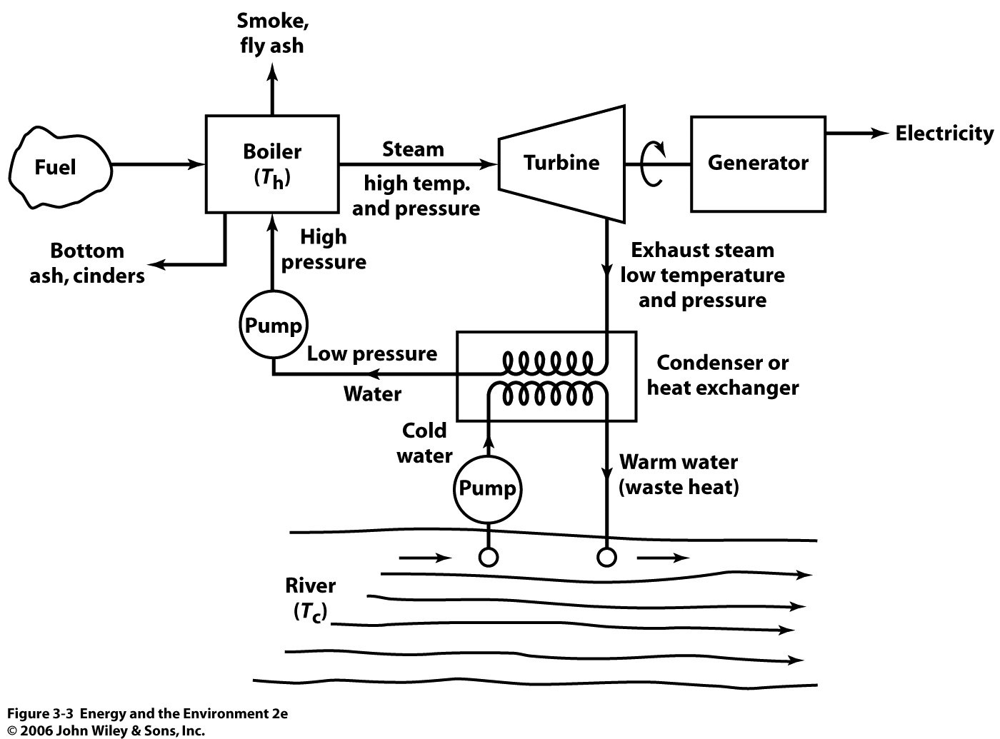 Smoke,
fly ash
Fuel
Boiler
(Th)
Steam
high temp.
and pressure
Turbine
Generator
Electricity
Bottom
ash, cinders
High
pressure
Exhaust steam
low temperature
and pressure
Pump
Low pressure
Water
Condenser or
heat exchanger
Cold
water
Pump
Warm water
(waste heat)
River
(Tc)
Figure 3-3 Energy and the Environment 2e
© 2006 John Wiley & Sons, Inc.